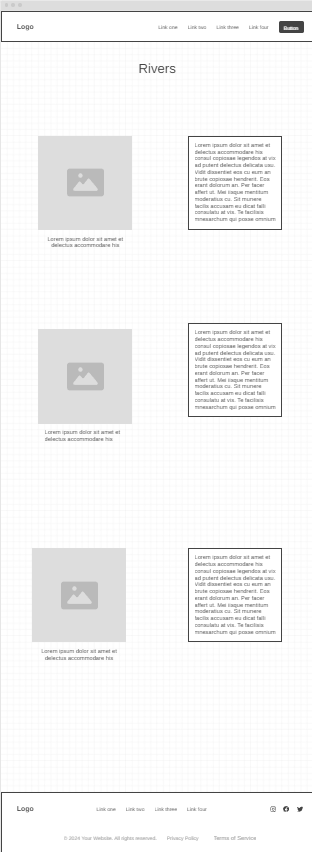 Logo
Link one Link two Link three Link four Button
Rivers
Lorem ipsum dolor sit amet et
delectus accommodare his
Lorem ipsum dolor sit amet et
delectus accommodare his
consul copiosae legendos at vix
ad putent delectus delicata usu.
Vidit dissentiet eos cu eum an
brute copiosae hendrerit. Eos
erant dolorum an. Per facer
affert ut. Mei iisque mentitum
moderatius cu. Sit munere
facilis accusam eu dicat falli
consulatu at vis. Te facilisis
mnesarchum qui posse omnium
Lorem ipsum dolor sit amet et
delectus accommodare his
Lorem ipsum dolor sit amet et
delectus accommodare his
consul copiosae legendos at vix
ad putent delectus delicata usu.
Vidit dissentiet eos cu eum an
brute copiosae hendrerit. Eos
erant dolorum an. Per facer
affert ut. Mei iisque mentitum
moderatius cu. Sit munere
facilis accusam eu dicat falli
consulatu at vis. Te facilisis
mnesarchum qui posse omnium
Lorem ipsum dolor sit amet et
delectus accommodare his
Lorem ipsum dolor sit amet et
delectus accommodare his
consul copiosae legendos at vix
ad putent delectus delicata usu.
Vidit dissentiet eos cu eum an
brute copiosae hendrerit. Eos
erant dolorum an. Per facer
affert ut. Mei iisque mentitum
moderatius cu. Sit munere
facilis accusam eu dicat falli
consulatu at vis. Te facilisis
mnesarchum qui posse omnium
Logo
Link one Link two Link three Link four
© 2024 Your Website. All rights reserved. Privacy Policy Terms of Service